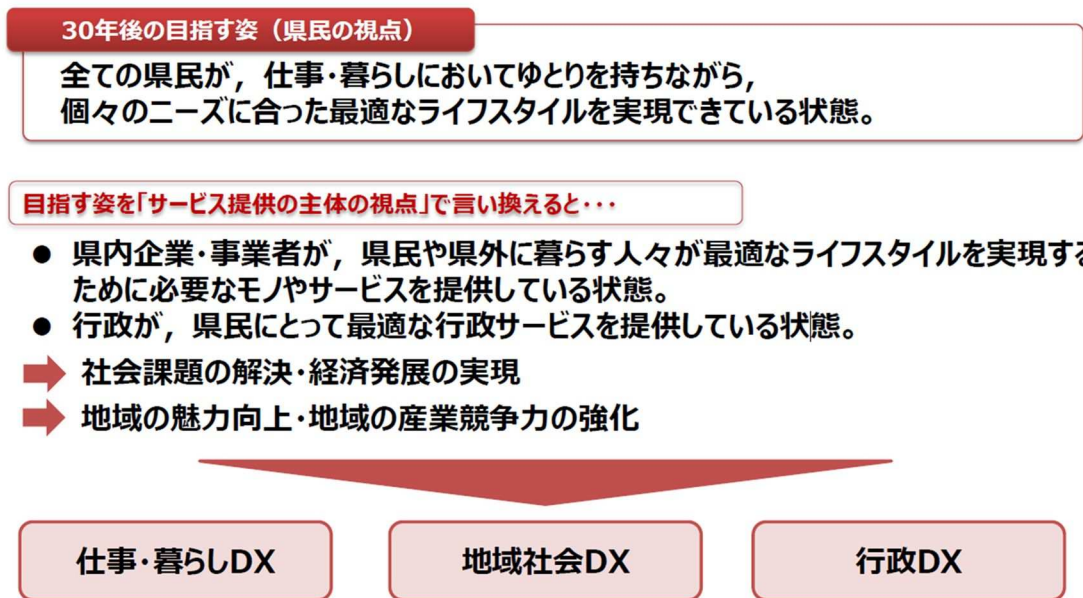 30年後の目指す姿（県民の視点）
全ての県民が，仕事・暮らしにおいてゆとりを持ちながら，
個々のニーズに合った最適なライフスタイルを実現できている状態。
目指す姿を「サービス提供の主体の視点」で言い換えると・・・
● 県内企業・事業者が，県民や県外に暮らす人々が最適なライフスタイルを実現する
ために必要なモノやサービスを提供している状態。
● 行政が，県民にとって最適な行政サービスを提供している状態。
社会課題の解決・経済発展の実現
地域の魅力向上・地域の産業競争力の強化
仕事・暮らしDX
地域社会DX
行政DX